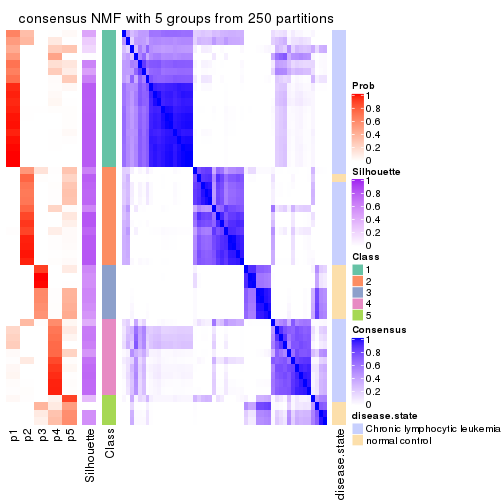 consensus NMF with 5 groups from 250 partitions
Prob
1
0.8
0.6
0.4
0.2
0
Silhouette
1
0.8
0.6
0.4
0.2
0
Class
1
2
3
4
5
Consensus
1
0.8
0.6
0.4
0.2
0
disease.state
Chronic lymphocytic leukemia
normal control
p1
p2
p3
p4
p5
Silhouette
Class
disease.state